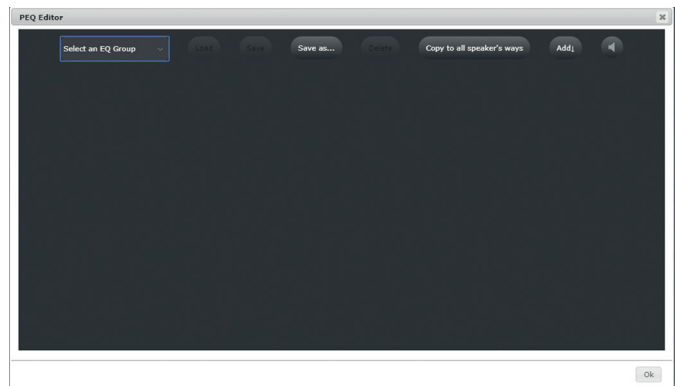 PEQ Editor
Select an EQ Group Load Save Save as... Delete Copy to all speaker's ways Add↓
Ok